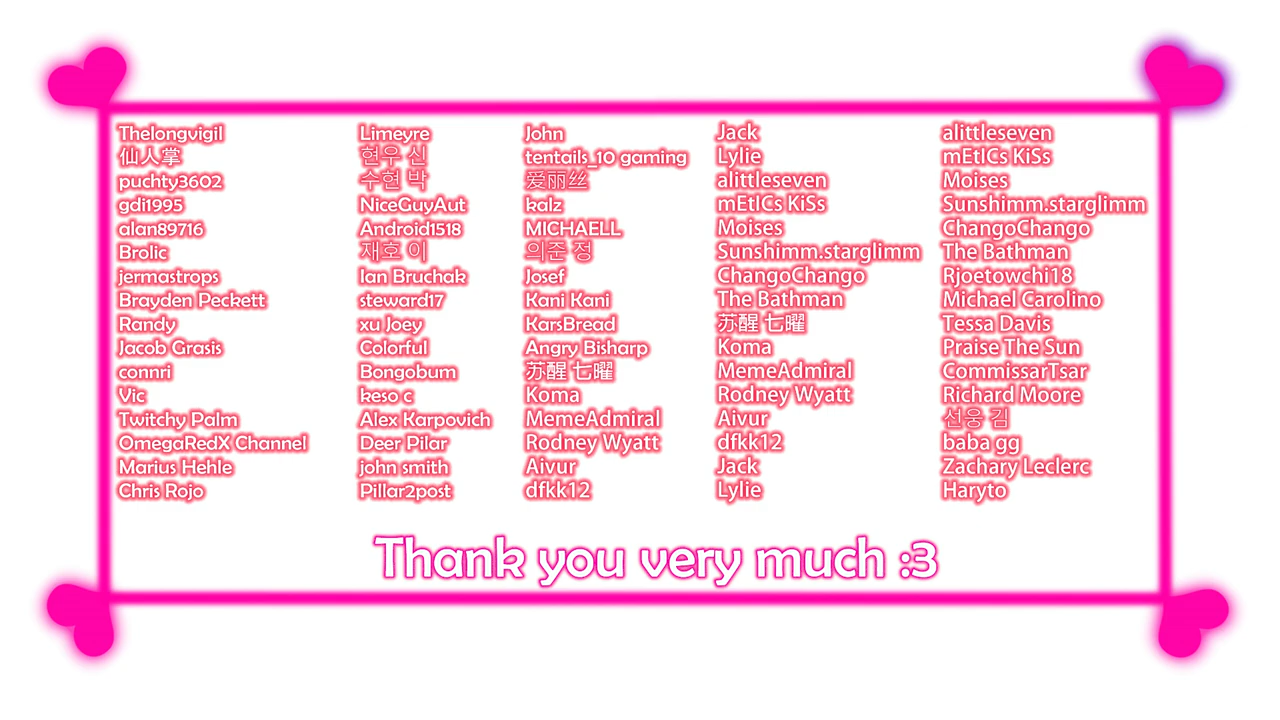 Thelongvigil
仙人掌
puchty3602
gdi1995
alan89716
Brolic
jermastrops
Brayden Peckett
Randy
Jacob Grasis
connri
Vic
Twitchy Palm
OmegaRedX Channel
Marius Hehle
Chris Rojo
Limeyre
현우 신
수현 박
NiceGuyAut
Android1518
재호 이
Ian Bruchak
steward17
xu Joey
Colorful
Bongobum
keso c
Alex Karpovich
Deer Pilar
john smith
Pillar2post
John
tentails_10 gaming
爱丽丝
kalz
MICHAELL
의준 정
Josef
Kani Kani
KarsBread
Angry Bisharp
苏醒 七曜
Koma
MemeAdmiral
Rodney Wyatt
Aivur
dfkk12
Jack
Lylie
alittleseven
mEtICs KiSs
Moises
Sunshimm.starglimm
ChangoChango
The Bathman
苏醒 七曜
Koma
MemeAdmiral
Rodney Wyatt
Aivur
dfkk12
Jack
Lylie
alittleseven
mEtICs KiSs
Moises
Sunshimm.starglimm
ChangoChango
The Bathman
Rjoetowchi18
Michael Carolino
Tessa Davis
Praise The Sun
CommissarTsar
Richard Moore
선웅 김
baba gg
Zachary Leclerc
Haryto
Thank you very much :3